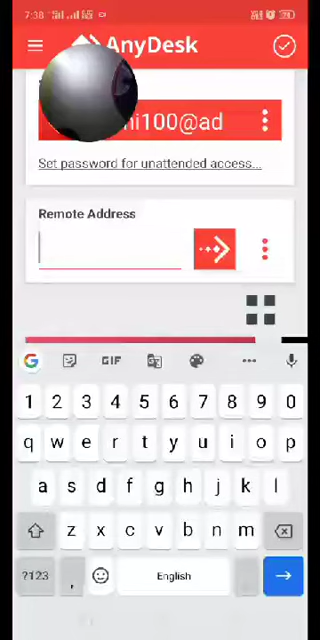 7:38
AnyDesk
ni100@ad
Set password for unattended access...
Remote Address
G GIF
1 2 3 4 5 6 7 8 9 0
q w e r t y u i o p
a s d f g h j k l
z x c v b n m
?123 , English